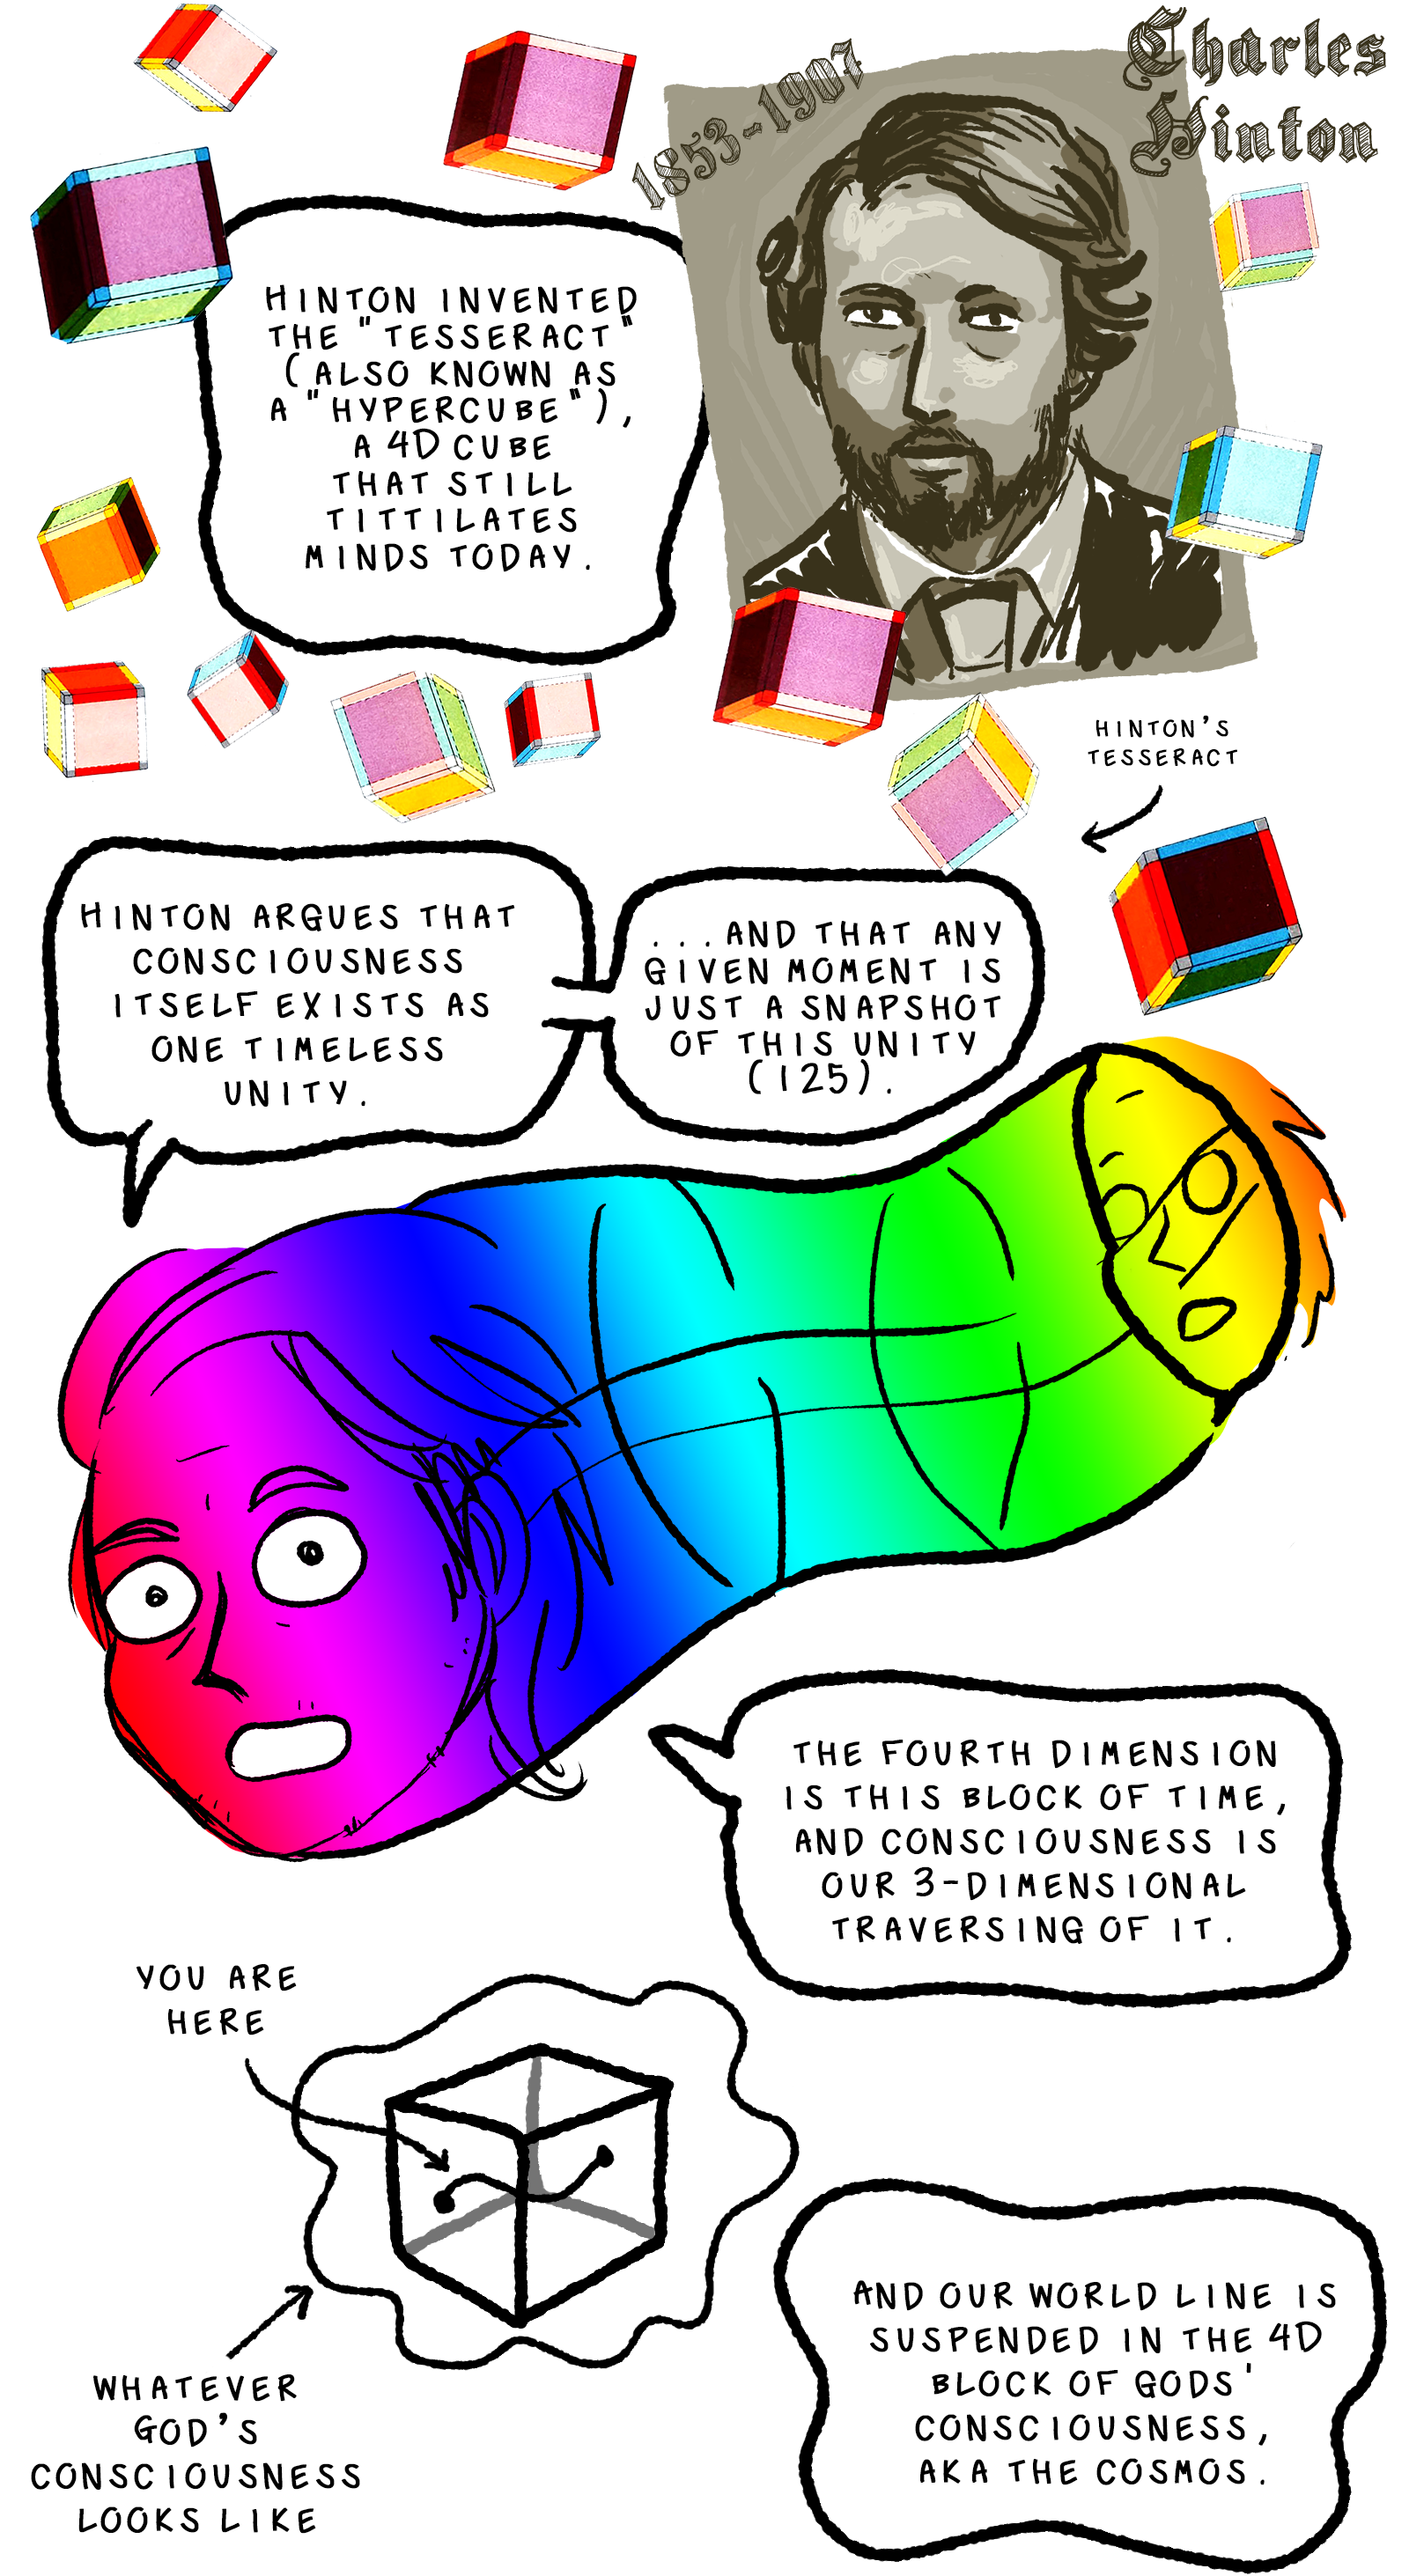 Charles
Hinton
1853-1907
HINTON INVENTED
THE "TESSERACT"
(ALSO KNOWN AS
A "HYPERCUBE"),
A 4D CUBE
THAT STILL
TITTILATES
MINDS TODAY.
HINTON'S
TESSERACT
HINTON ARGUES THAT
CONSCIOUSNESS
ITSELF EXISTS AS
ONE TIMELESS
UNITY.
...AND THAT ANY
GIVEN MOMENT IS
JUST A SNAPSHOT
OF THIS UNITY
(125).
THE FOURTH DIMENSION
IS THIS BLOCK OF TIME,
AND CONSCIOUSNESS IS
OUR 3-DIMENSIONAL
TRAVERSING OF IT.
YOU ARE
HERE
WHATEVER
GOD'S
CONSCIOUSNESS
LOOKS LIKE
AND OUR WORLD LINE IS
SUSPENDED IN THE 4D
BLOCK OF GODS'
CONSCIOUSNESS,
AKA THE COSMOS.